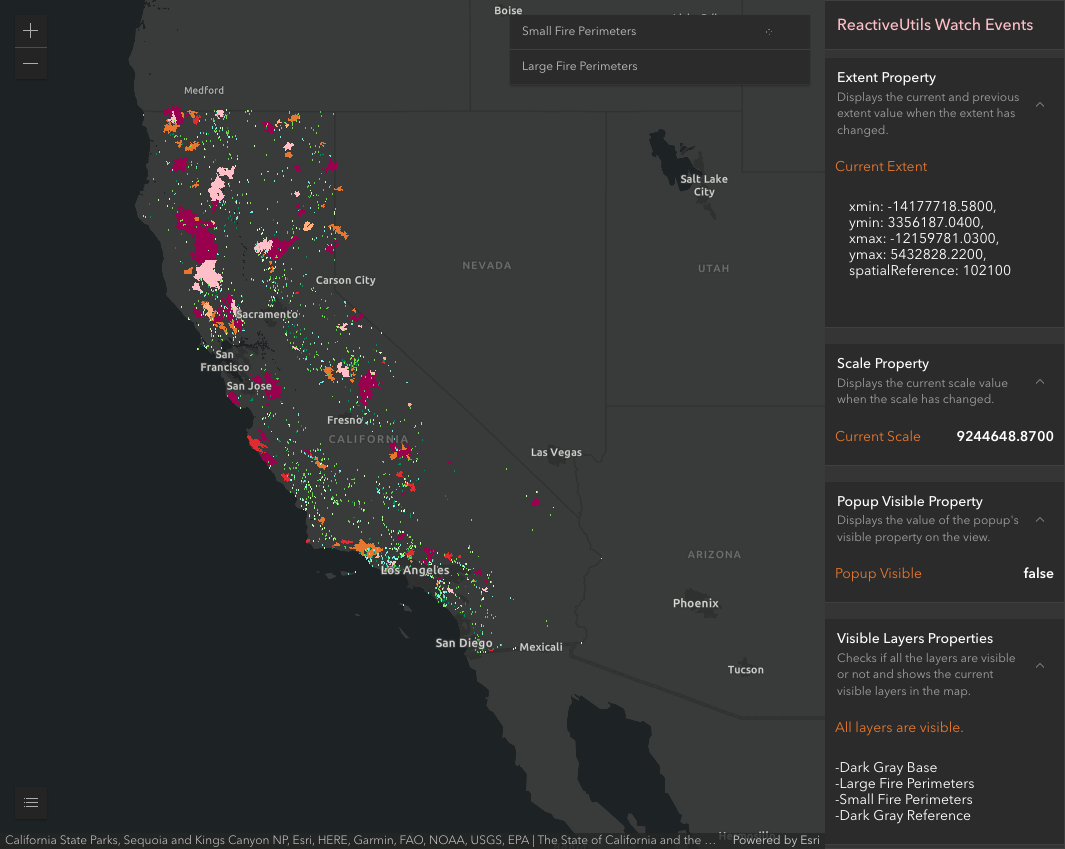 Boise
Small Fire Perimeters
Large Fire Perimeters
Medford
Salt Lake
City
NEVADA
UTAH
Carson City
Sacramento
San
Francisco
San Jose
Fresno
CALIFORNIA
Las Vegas
Los Angeles
ARIZONA
Phoenix
San Diego
Mexicali
Tucson
California State Parks, Sequoia and Kings Canyon NP, Esri, HERE, Garmin, FAO, NOAA, USGS, EPA | The State of California and the ...
Powered by Esri
ReactiveUtils Watch Events
Extent Property
Displays the current and previous
extent value when the extent has
changed.
Current Extent
xmin: -14177718.5800,
ymin: 3356187.0400,
xmax: -12159781.0300,
ymax: 5432828.2200,
spatialReference: 102100
Scale Property
Displays the current scale value
when the scale has changed.
Current Scale 9244648.8700
Popup Visible Property
Displays the value of the popup's
visible property on the view.
Popup Visible false
Visible Layers Properties
Checks if all the layers are visible
or not and shows the current
visible layers in the map.
All layers are visible.
-Dark Gray Base
-Large Fire Perimeters
-Small Fire Perimeters
-Dark Gray Reference